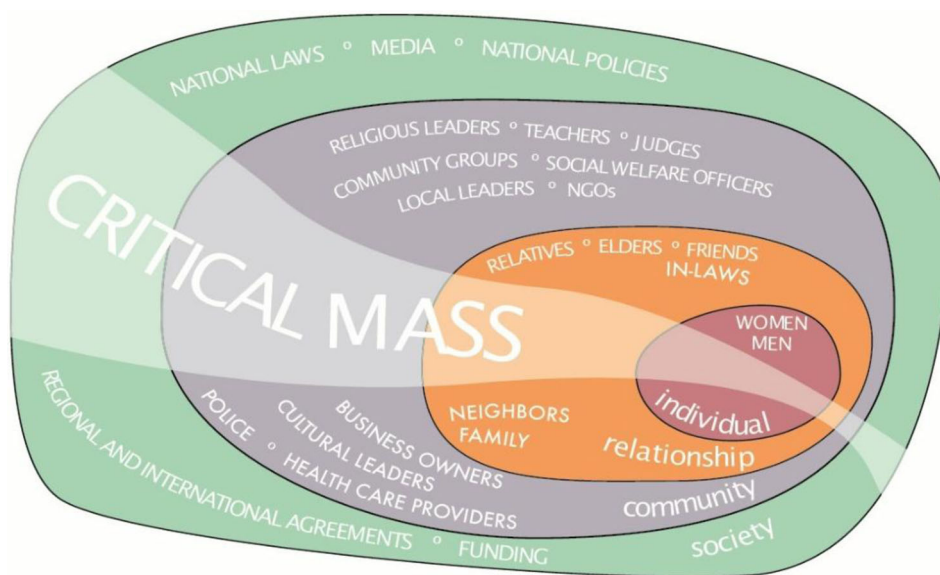 NATIONAL LAWS º MEDIA º NATIONAL POLICIES
RELIGIOUS LEADERS º TEACHERS º JUDGES
COMMUNITY GROUPS º SOCIAL WELFARE OFFICERS
LOCAL LEADERS º NGOs
RELATIVES º ELDERS º FRIENDS
IN-LAWS
CRITICAL MASS
WOMEN
MEN
individual
NEIGHBORS
FAMILY
relationship
BUSINESS OWNERS
CULTURAL LEADERS
POLICE º HEALTH CARE PROVIDERS
community
REGIONAL AND INTERNATIONAL AGREEMENTS º FUNDING
society